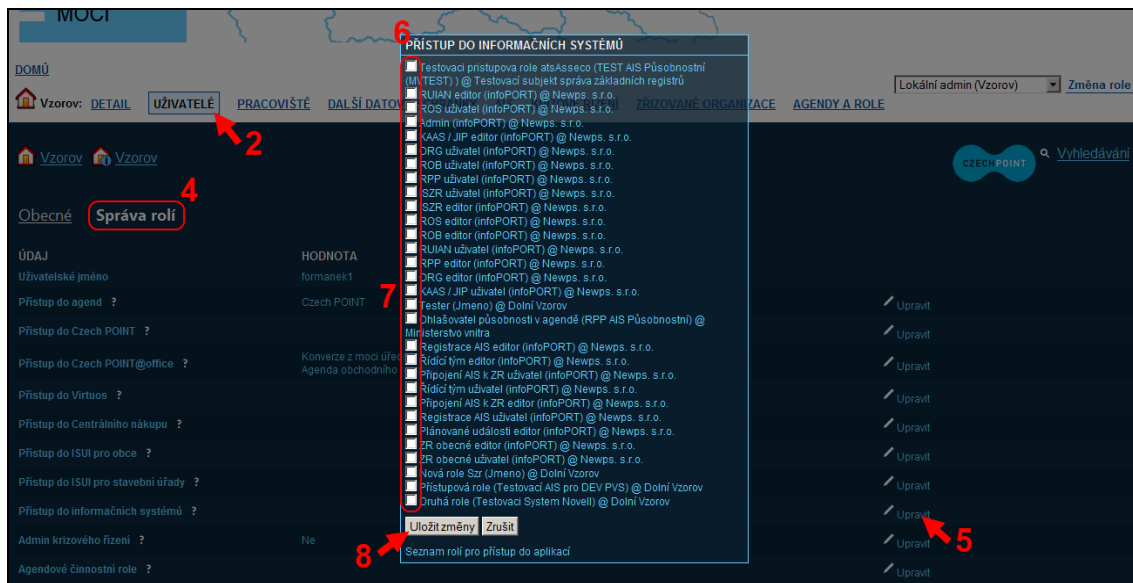 MOCI
6
PŘÍSTUP DO INFORMAČNÍCH SYSTÉMŮ
DOMŮ
Vzorov: DETAIL UŽIVATELÉ PRACOVIŠTĚ DALŠÍ DATOV ZŘIZOVANÉ ORGANIZACE AGENDY A ROLE
Lokální admin (Vzorov) Změna role
2
Vzorov Vzorov
CZECHPOINT Vyhledávání
4
Obecné Správa rolí
Testovaci pristupova role atsAsseco (TEST AIS Působnostní
(MVTEST) ) @ Testovací subjekt správa základních registrů
RUIAN editor (infoPORT) @ Newps. s.r.o.
ROS uživatel (infoPORT) @ Newps. s.r.o.
Admin (infoPORT) @ Newps. s.r.o.
KAAS / JIP editor (infoPORT) @ Newps. s.r.o.
ORG uživatel (infoPORT) @ Newps. s.r.o.
ROB uživatel (infoPORT) @ Newps. s.r.o.
RPP uživatel (infoPORT) @ Newps. s.r.o.
ISZR uživatel (infoPORT) @ Newps. s.r.o.
ISZR editor (infoPORT) @ Newps. s.r.o.
ROS editor (infoPORT) @ Newps. s.r.o.
ROB editor (infoPORT) @ Newps. s.r.o.
RUIAN uživatel (infoPORT) @ Newps. s.r.o.
RPP editor (infoPORT) @ Newps. s.r.o.
ORG editor (infoPORT) @ Newps. s.r.o.
KAAS / JIP uživatel (infoPORT) @ Newps. s.r.o.
7
Tester (Jmeno) @ Dolní Vzorov
Ohlašovatel působnosti v agendě (RPP AIS Působnostní) @
Ministerstvo vnitra
Registrace AIS editor (infoPORT) @ Newps. s.r.o.
Řídící tým editor (infoPORT) @ Newps. s.r.o.
Připojení AIS k ZR uživatel (infoPORT) @ Newps. s.r.o.
Řídící tým uživatel (infoPORT) @ Newps. s.r.o.
Připojení AIS k ZR editor (infoPORT) @ Newps. s.r.o.
Registrace AIS uživatel (infoPORT) @ Newps. s.r.o.
Plánované události editor (infoPORT) @ Newps. s.r.o.
ZR obecné editor (infoPORT) @ Newps. s.r.o.
ZR obecné uživatel (infoPORT) @ Newps. s.r.o.
Nová role Szr (Jmeno) @ Dolní Vzorov
Přístupová role (Testovací AIS pro DEV PVS) @ Dolní Vzorov
Druhá role (Testovaci System Novell) @ Dolní Vzorov
Uložit změny Zrušit
8
Seznam rolí pro přístup do aplikací
ÚDAJ HODNOTA
Uživatelské jméno formanek1
Přístup do agend ? Czech POINT Upravit
Přístup do Czech POINT ? Upravit
Přístup do Czech POINT@office ? Konverze z moci úřed Upravit
Agenda obchodního
Přístup do Virtuos ? Upravit
Přístup do Centrálního nákupu ? Upravit
Přístup do ISUI pro obce ? Upravit
Přístup do ISUI pro stavební úřady ? Upravit
Přístup do informačních systémů ? Upravit
5
Admin krizového řízení ? Ne Upravit
Agendové činnostní role ? Upravit